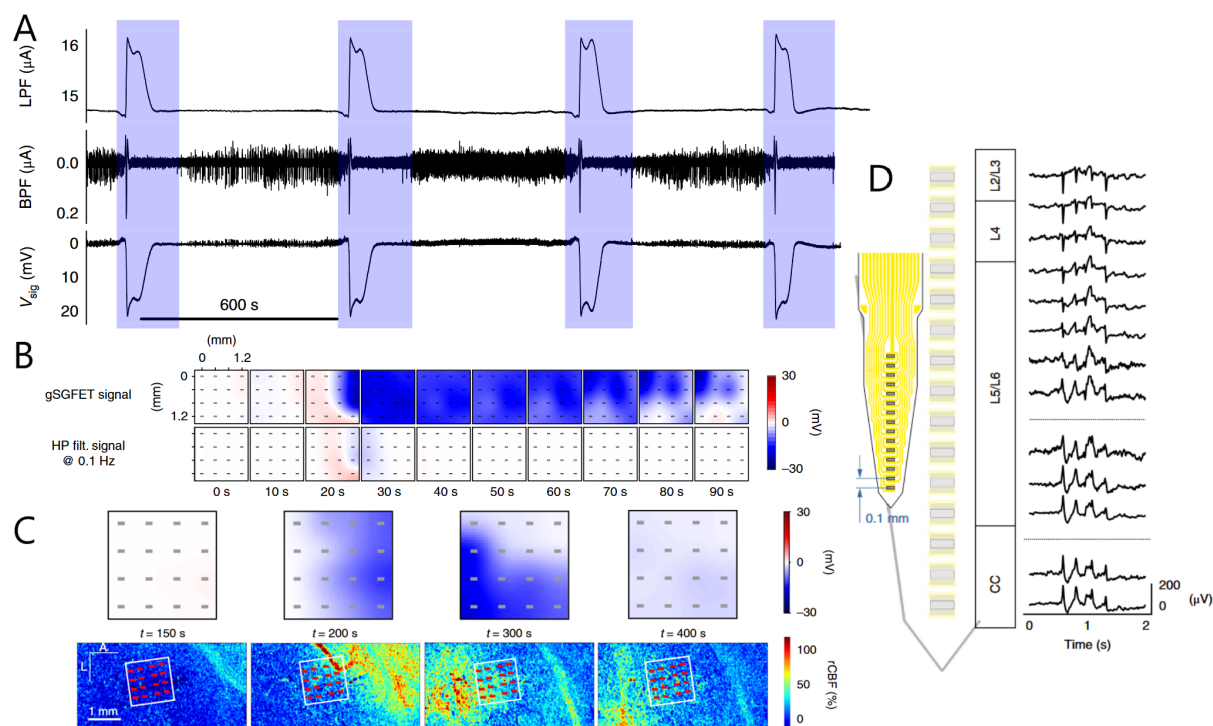 A
LPF (µA)
16
15
BPF (µA)
0.0
0.2
V_sig (mV)
0
10
20
600 s
B
(mm)
0 1.2
gSGFET signal
(mm)
0
1.2
HP filt. signal
@ 0.1 Hz
0 s 10 s 20 s 30 s 40 s 50 s 60 s 70 s 80 s 90 s
30
0
–30
(mV)
C
30
0
–30
(mV)
t = 150 s t = 200 s t = 300 s t = 400 s
A
L
1 mm
100
50
0
rCBF (%)
D
0.1 mm
L2/L3
L4
L5/L6
CC
200
0
(µV)
0 1 2
Time (s)